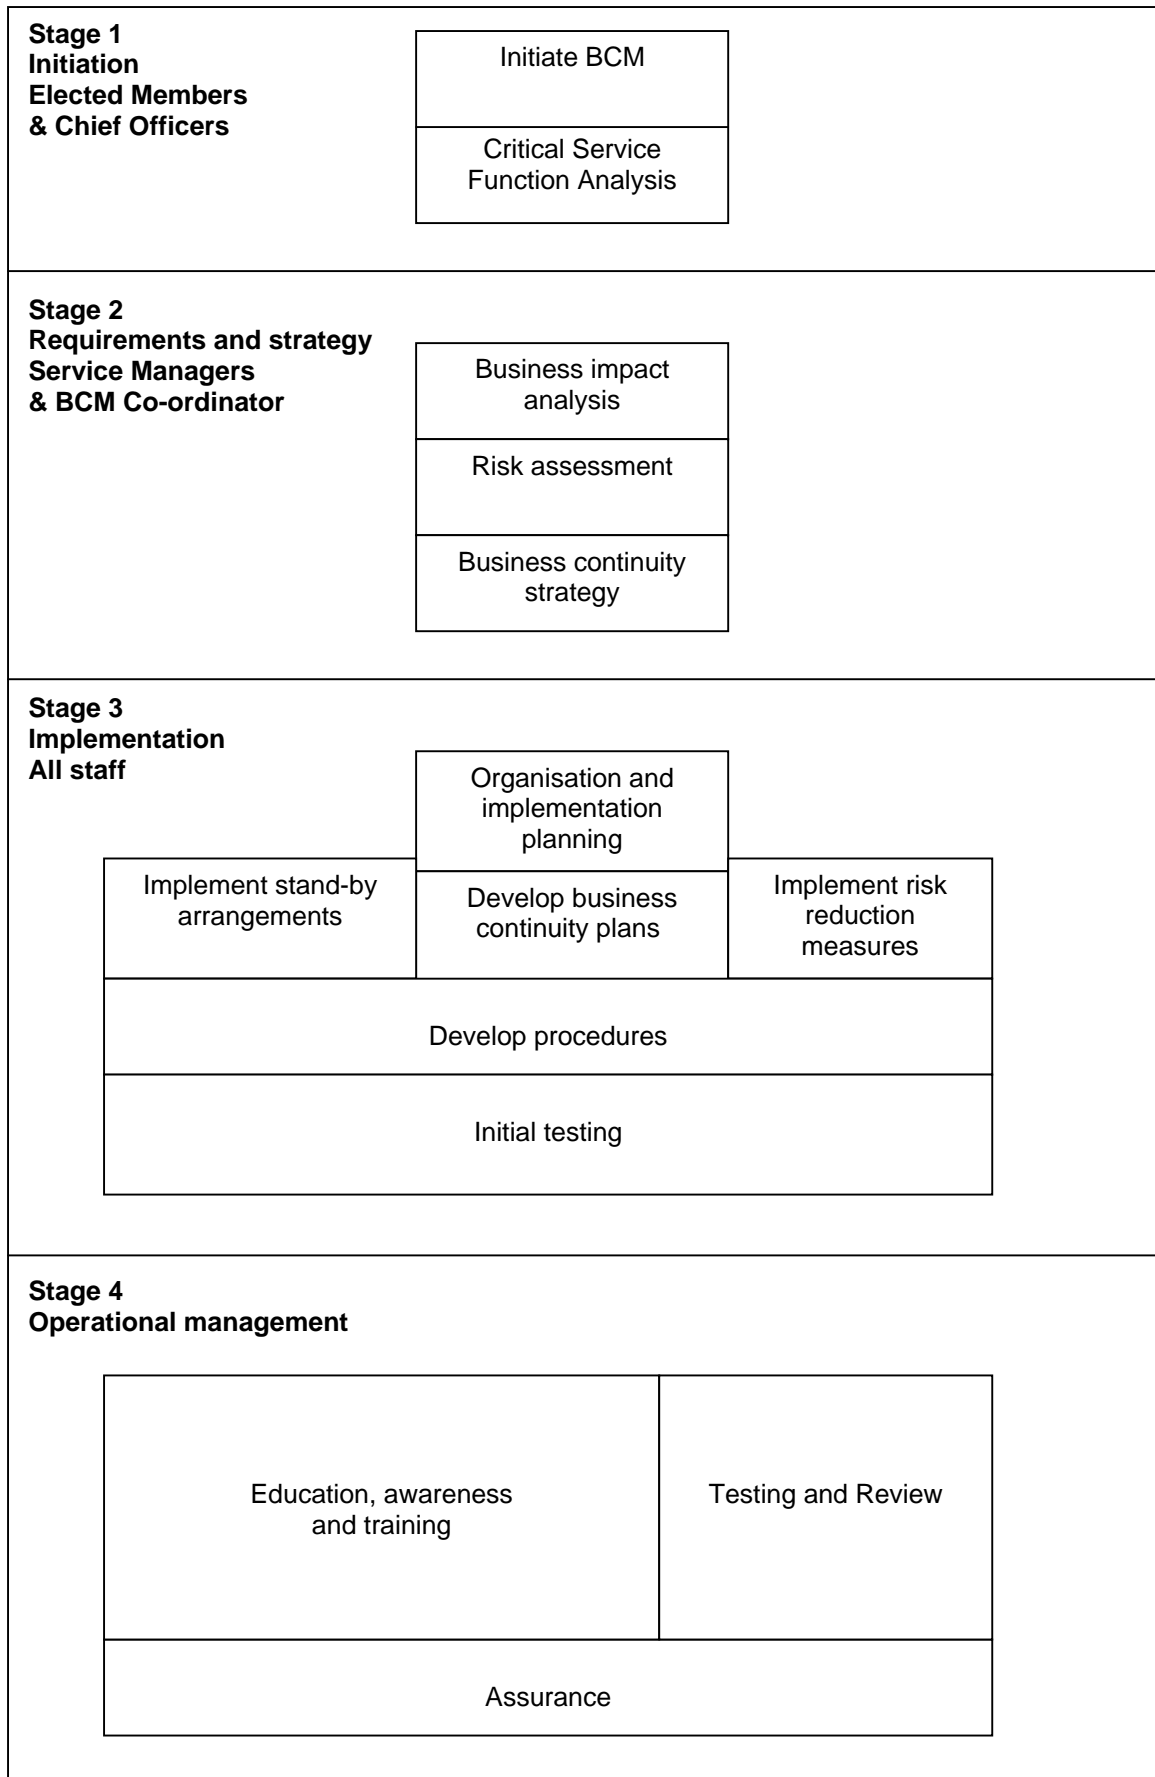 Stage 1
Initiation
Elected Members
& Chief Officers
Initiate BCM
Critical Service
Function Analysis
Stage 2
Requirements and strategy
Service Managers
& BCM Co-ordinator
Business impact
analysis
Risk assessment
Business continuity
strategy
Stage 3
Implementation
All staff
Organisation and
implementation
planning
Implement stand-by
arrangements
Develop business
continuity plans
Implement risk
reduction
measures
Develop procedures
Initial testing
Stage 4
Operational management
Education, awareness
and training
Testing and Review
Assurance